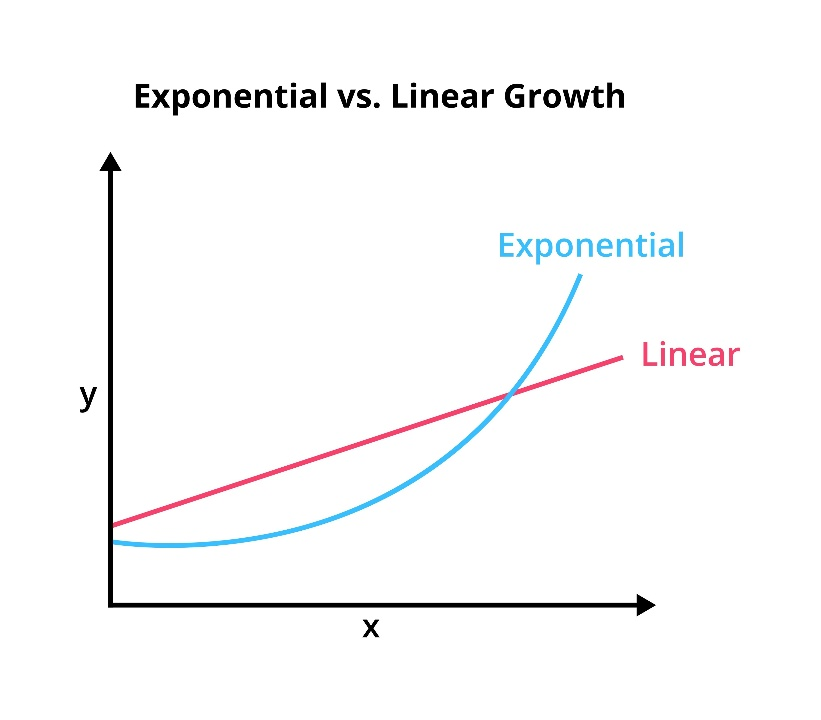 Exponential vs. Linear Growth
Exponential
Linear
y
x